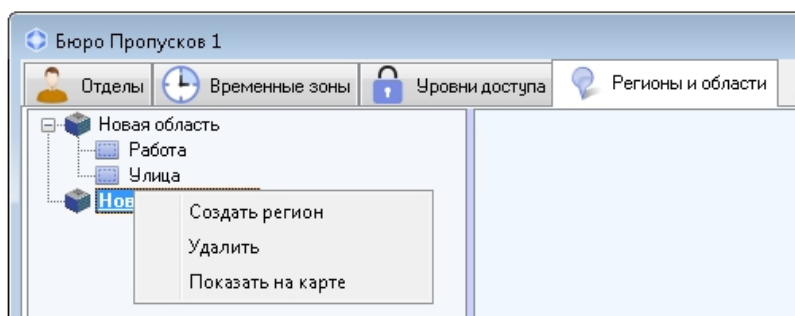 Бюро Пропусков 1
Отделы Временные зоны Уровни доступа Регионы и области
Новая область
Работа
Улица
Нов
Создать регион
Удалить
Показать на карте